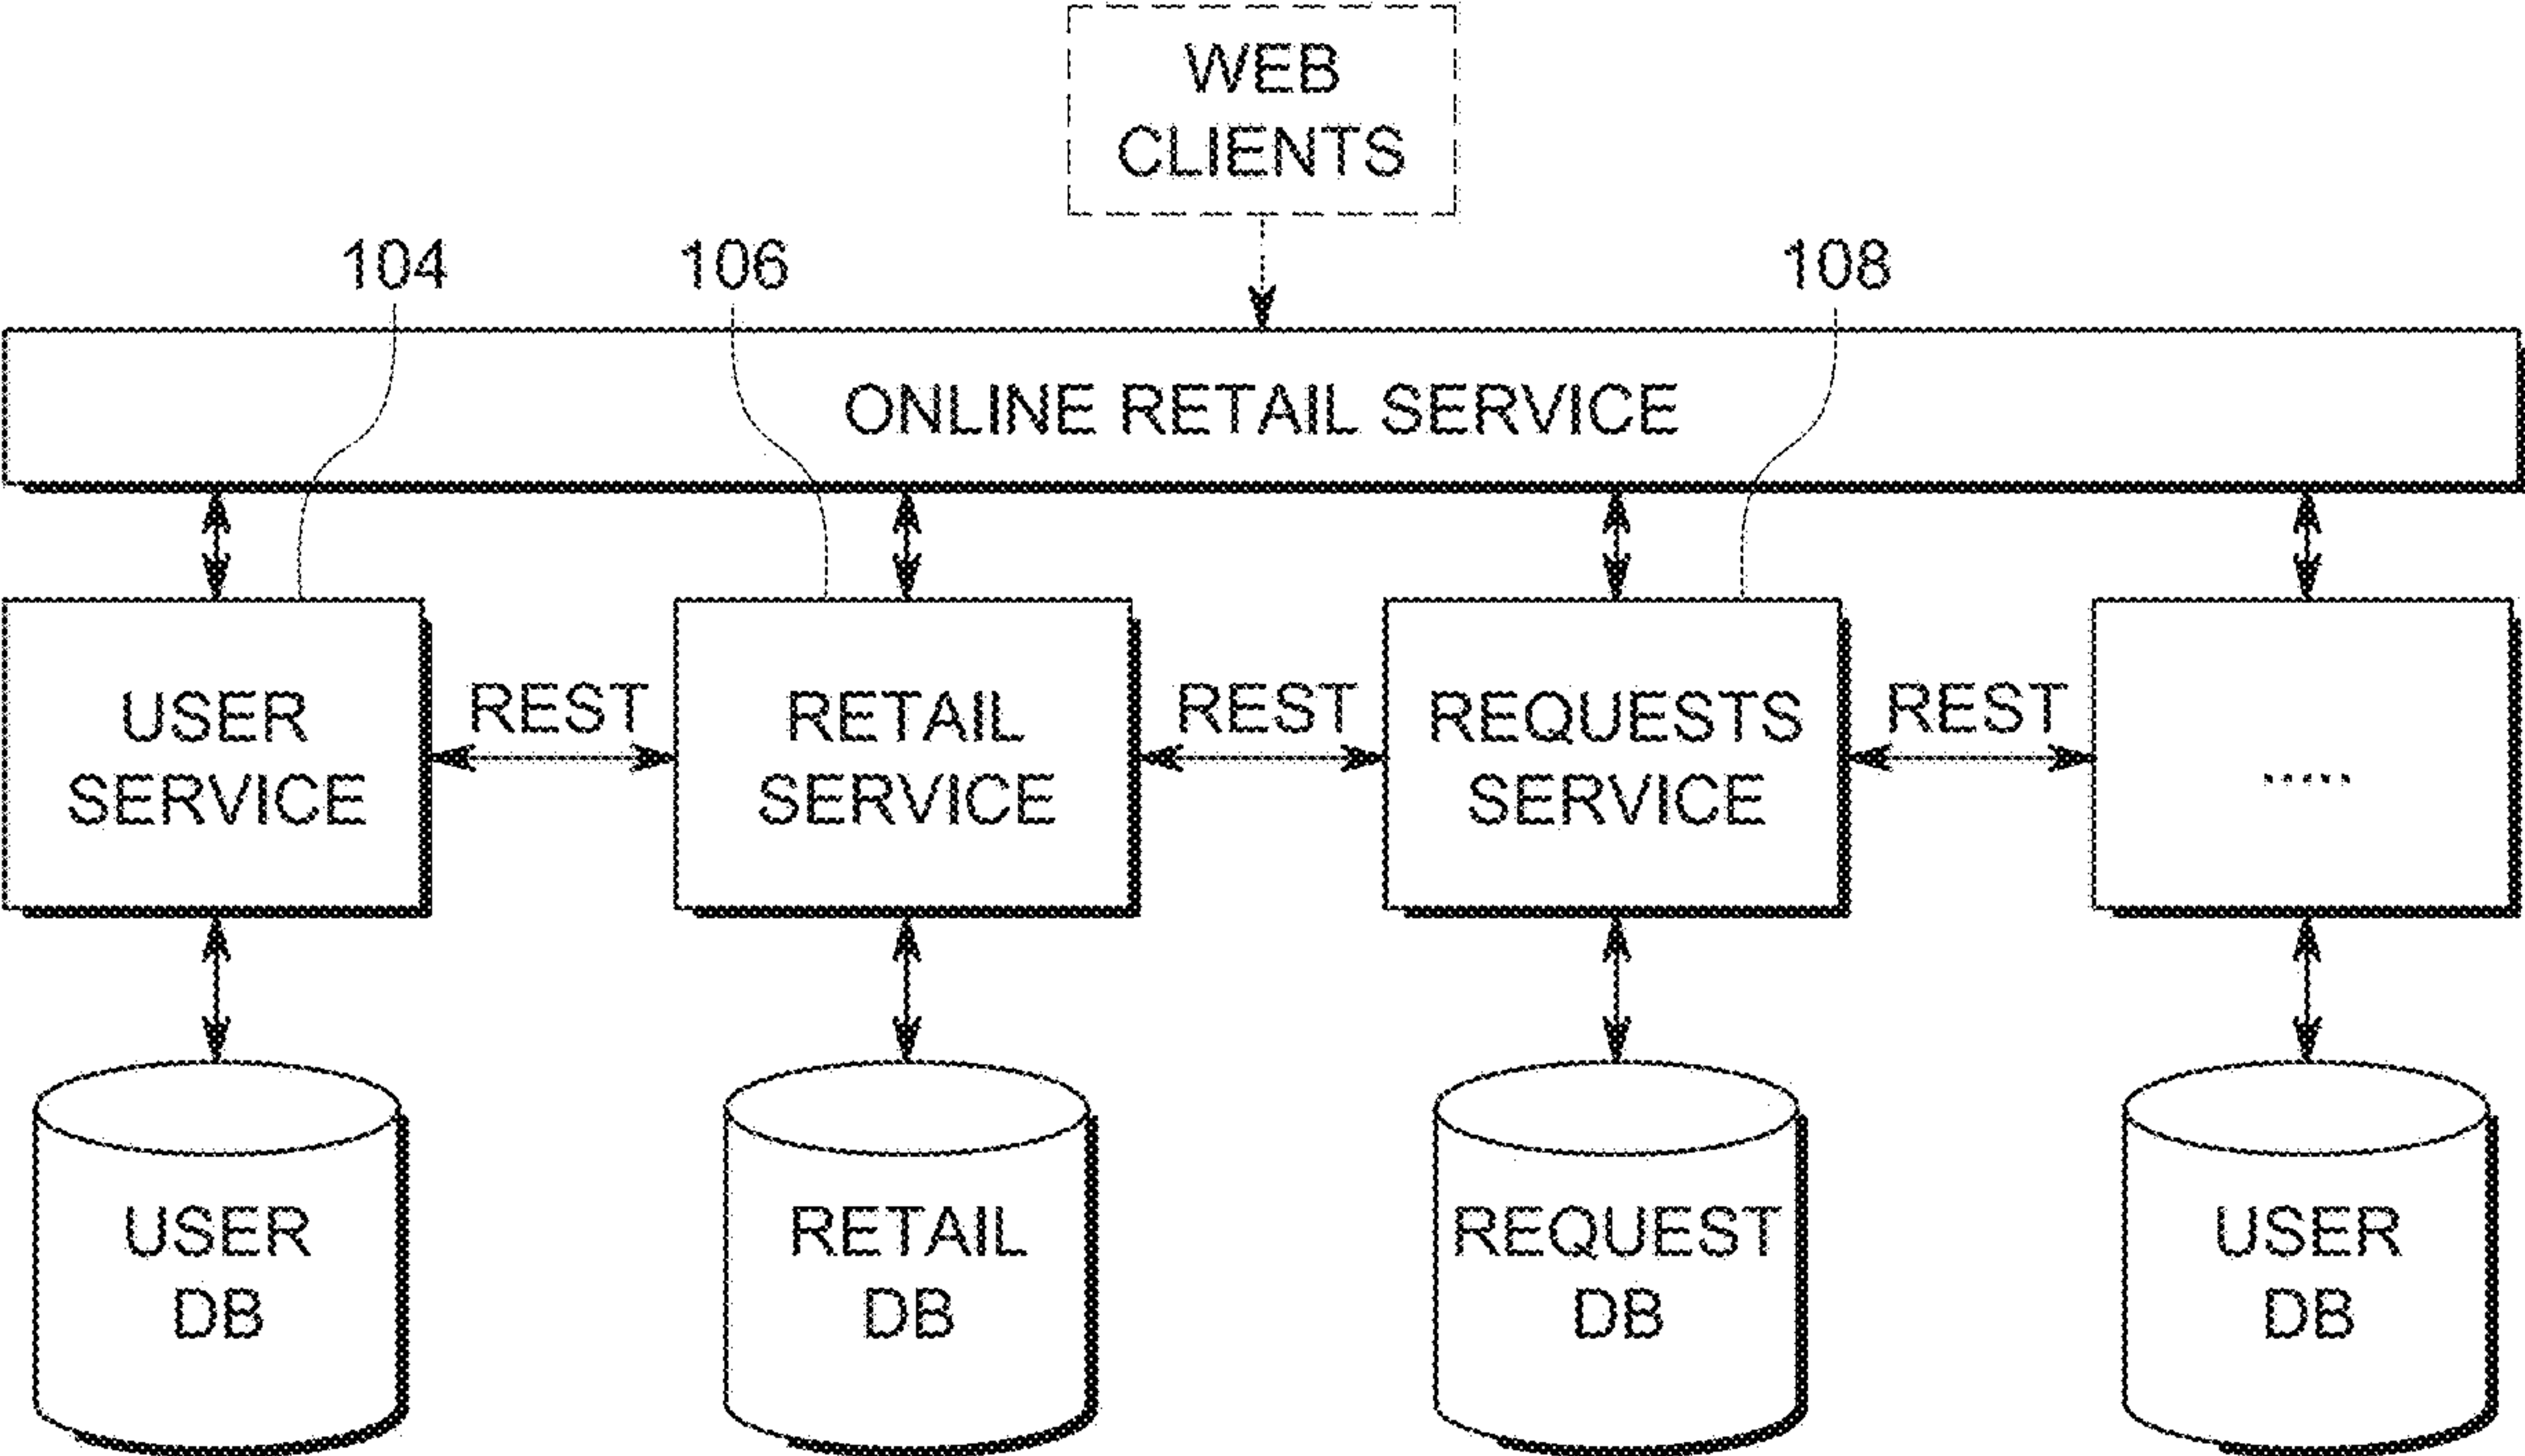 WEB
CLIENTS
104
106
108
ONLINE RETAIL SERVICE
USER
SERVICE
REST
RETAIL
SERVICE
REST
REQUESTS
SERVICE
REST
.....
USER
DB
RETAIL
DB
REQUEST
DB
USER
DB